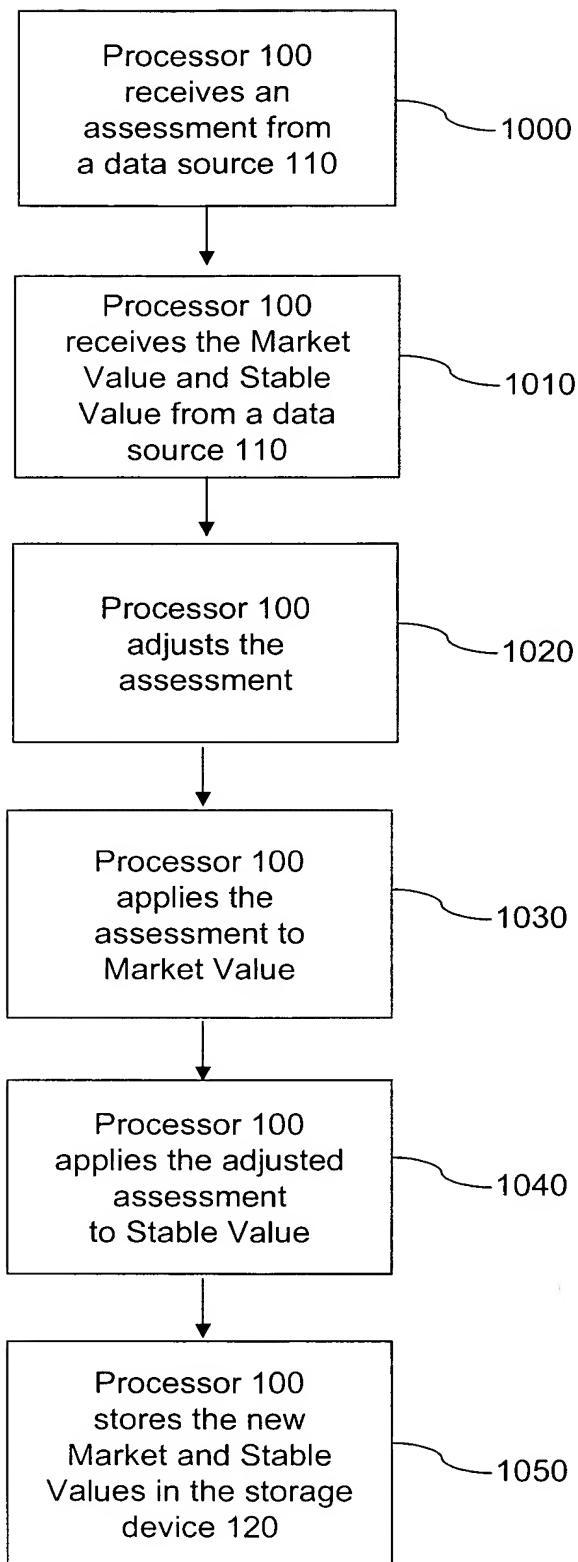 Processor 100
receives an
assessment from
a data source 110
1000
Processor 100
receives the Market
Value and Stable
Value from a data
source 110
1010
Processor 100
adjusts the
assessment
1020
Processor 100
applies the
assessment to
Market Value
1030
Processor 100
applies the adjusted
assessment
to Stable Value
1040
Processor 100
stores the new
Market and Stable
Values in the storage
device 120
1050